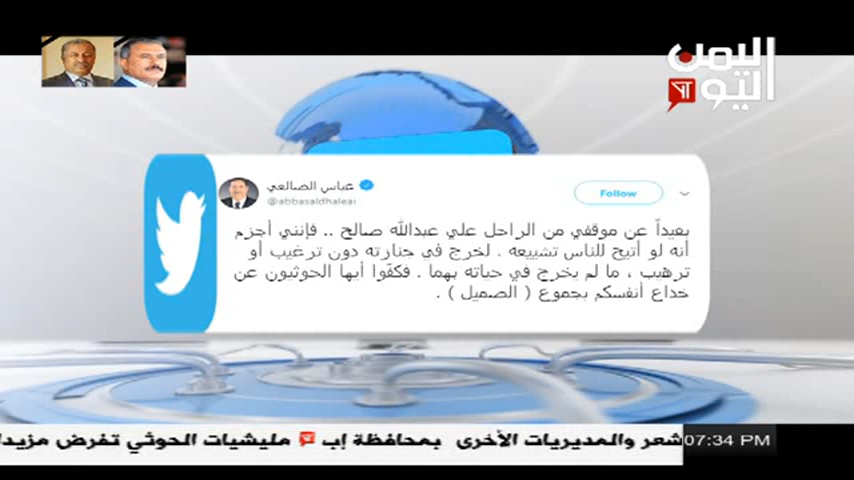 اليمن
اليوم
عباس الضالعي
@abbasaldhaleai
Follow
بعيداً عن موقفي من الراحل علي عبدالله صالح .. فإنني أجزم
أنه لو أتيح للناس تشييعه . لخرج في جنازته دون ترغيب أو
ترهيب ، ما لم يخرج في حياته بهما . فكفّوا أيها الحوثيون عن
خداع أنفسكم بجموع ( الصميل ) .
شعر والمديريات الأخرى بمحافظة إب مليشيات الحوثي تفرض مزيدا
07:34 PM